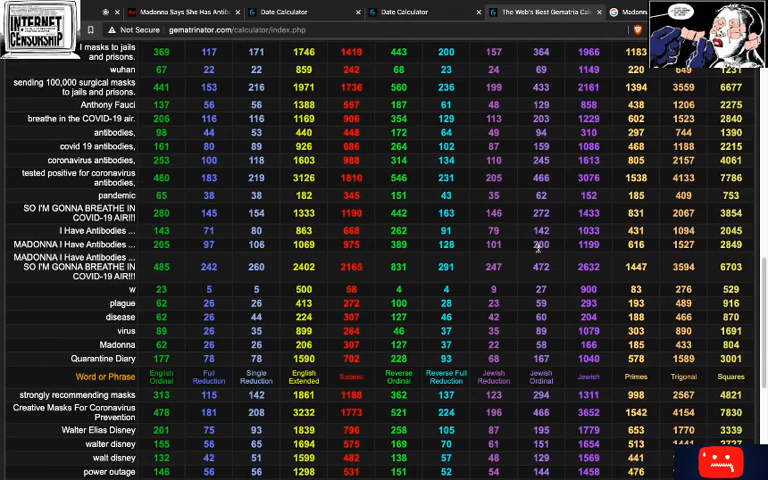 INTERNET
CENSORSHIP
Madonna Says She Has Antib
Date Calculator
Date Calculator
The Web's Best Gematria Cal
Madonn
Not Secure gematrinator.com/calculator/index.php
I masks to jails and prisons. 369 117 171 1746 1419 443 200 157 364 1966 1183
wuhan 67 22 22 859 242 68 23 24 69 1149 220 649 1231
sending 100,000 surgical masks to jails and prisons. 441 153 216 1971 1736 560 236 199 433 2161 1394 3559 6677
Anthony Fauci 137 56 56 1388 557 187 61 48 129 858 438 1206 2275
breathe in the COVID-19 air. 206 116 116 1169 906 354 129 113 203 1229 602 1523 2840
antibodies, 98 44 53 440 448 172 64 49 94 310 297 744 1390
covid 19 antibodies, 161 80 89 926 686 264 102 87 159 1086 468 1188 2215
coronavirus antibodies, 253 100 118 1603 988 314 134 110 245 1613 805 2157 4061
tested positive for coronavirus antibodies, 480 183 219 3126 1810 546 231 205 466 3076 1538 4133 7786
pandemic 65 38 38 182 345 151 43 35 62 152 185 409 753
SO I'M GONNA BREATHE IN COVID-19 AIR!!! 280 145 154 1333 1190 442 163 146 272 1433 831 2067 3854
I Have Antibodies ... 143 71 80 863 668 262 91 79 142 1033 431 1094 2045
MADONNA I Have Antibodies ... 205 97 106 1069 975 389 128 101 200 1199 616 1527 2849
MADONNA I Have Antibodies ... SO I'M GONNA BREATHE IN COVID-19 AIR!!! 485 242 260 2402 2165 831 291 247 472 2632 1447 3594 6703
w 23 5 5 500 58 4 4 9 27 900 83 276 529
plague 62 26 26 413 272 100 28 23 59 293 193 489 916
disease 62 26 44 224 307 127 46 42 60 204 188 466 870
virus 89 26 35 899 264 46 37 35 89 1079 303 890 1691
Madonna 62 26 26 206 307 127 37 22 58 166 185 433 804
Quarantine Diary 177 78 78 1590 702 228 93 68 167 1040 578 1589 3001
Word or Phrase English Ordinal Full Reduction Single Reduction English Extended Satanic Reverse Ordinal Reverse Full Reduction Jewish Reduction Jewish Ordinal Jewish Primes Trigonal Squares
strongly recommending masks 313 115 142 1861 1188 362 137 123 294 1311 998 2567 4821
Creative Masks For Coronavirus Prevention 478 181 208 3232 1773 521 224 196 466 3652 1542 4154 7830
Walter Elias Disney 201 75 93 1839 796 258 105 87 195 1779 653 1770 3339
walter disney 155 56 65 1694 575 169 70 61 151 1654 513
walt disney 132 42 51 1599 482 138 57 48 129 1569 441
power outage 146 56 56 1298 531 151 52 54 144 1458 476